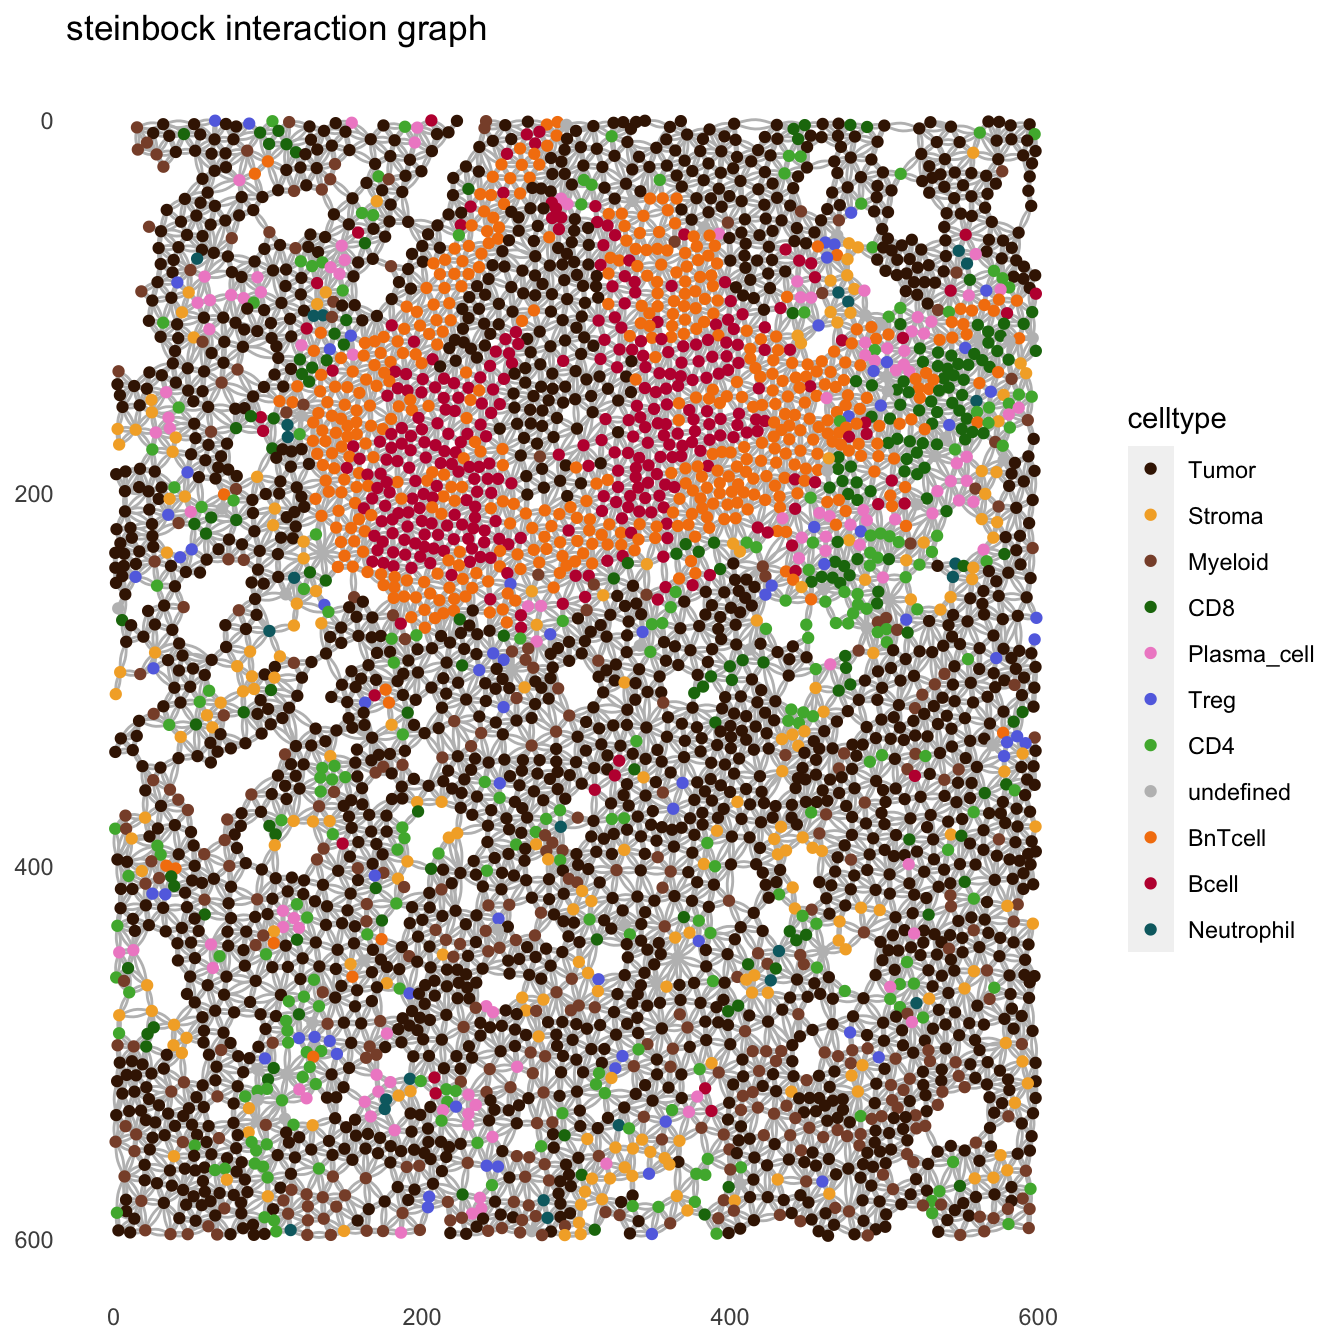 steinbock interaction graph
0
200
400
600
0
200
400
600
celltype
Tumor
Stroma
Myeloid
CD8
Plasma_cell
Treg
CD4
undefined
BnTcell
Bcell
Neutrophil